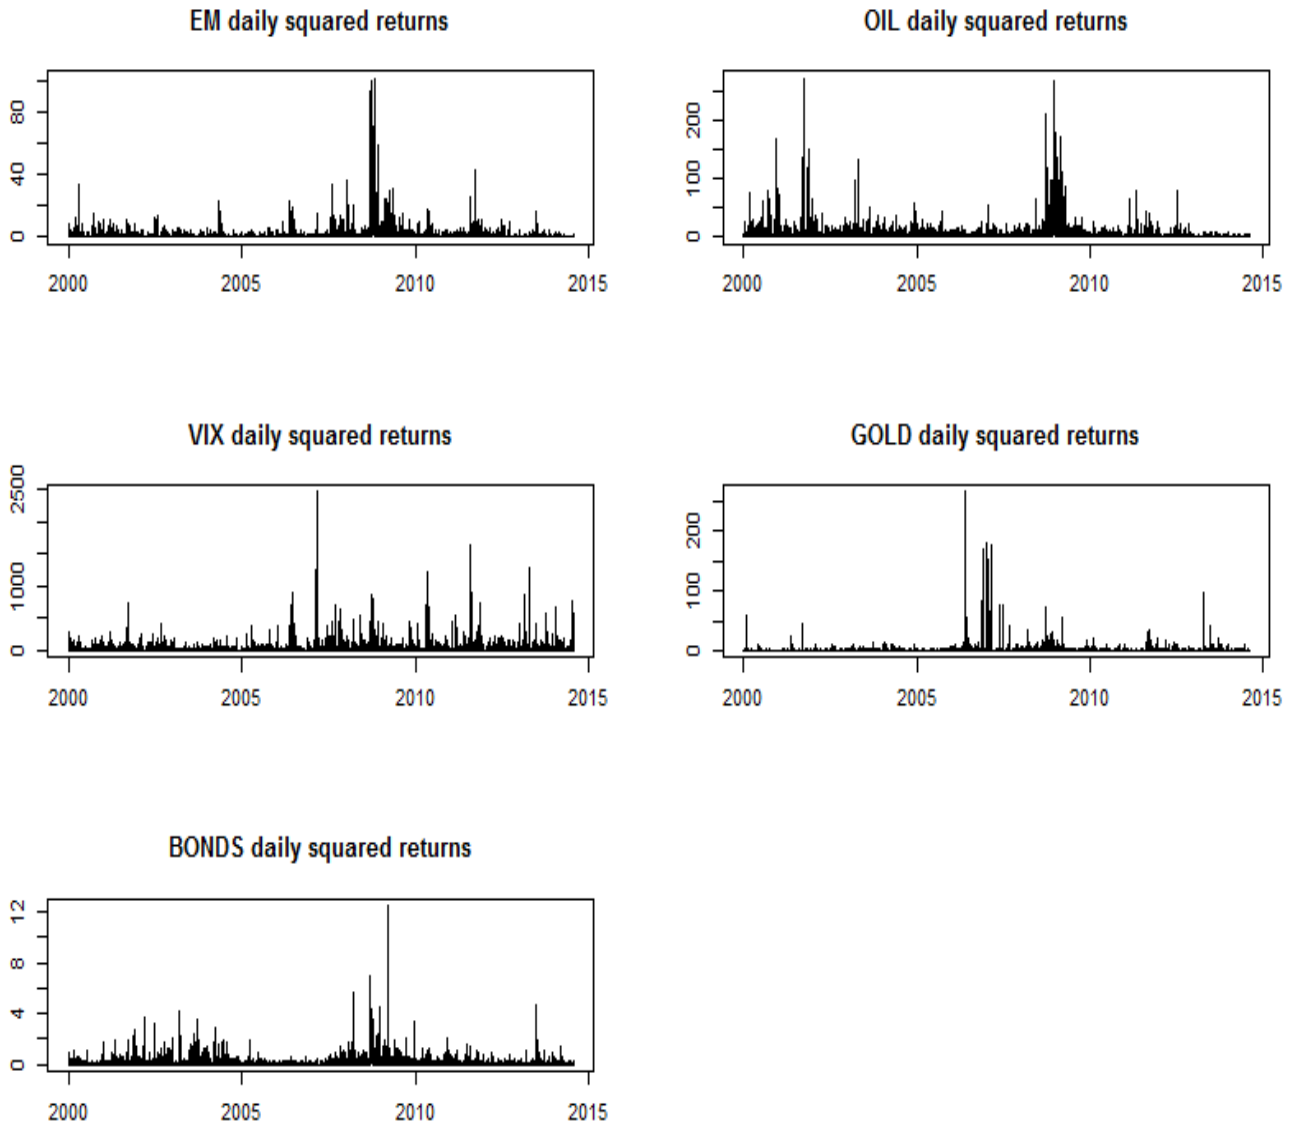 EM daily squared returns
80
40
0
2000 2005 2010 2015
OIL daily squared returns
200
100
0
2000 2005 2010 2015
VIX daily squared returns
2500
1000
0
2000 2005 2010 2015
GOLD daily squared returns
200
100
0
2000 2005 2010 2015
BONDS daily squared returns
12
8
4
0
2000 2005 2010 2015